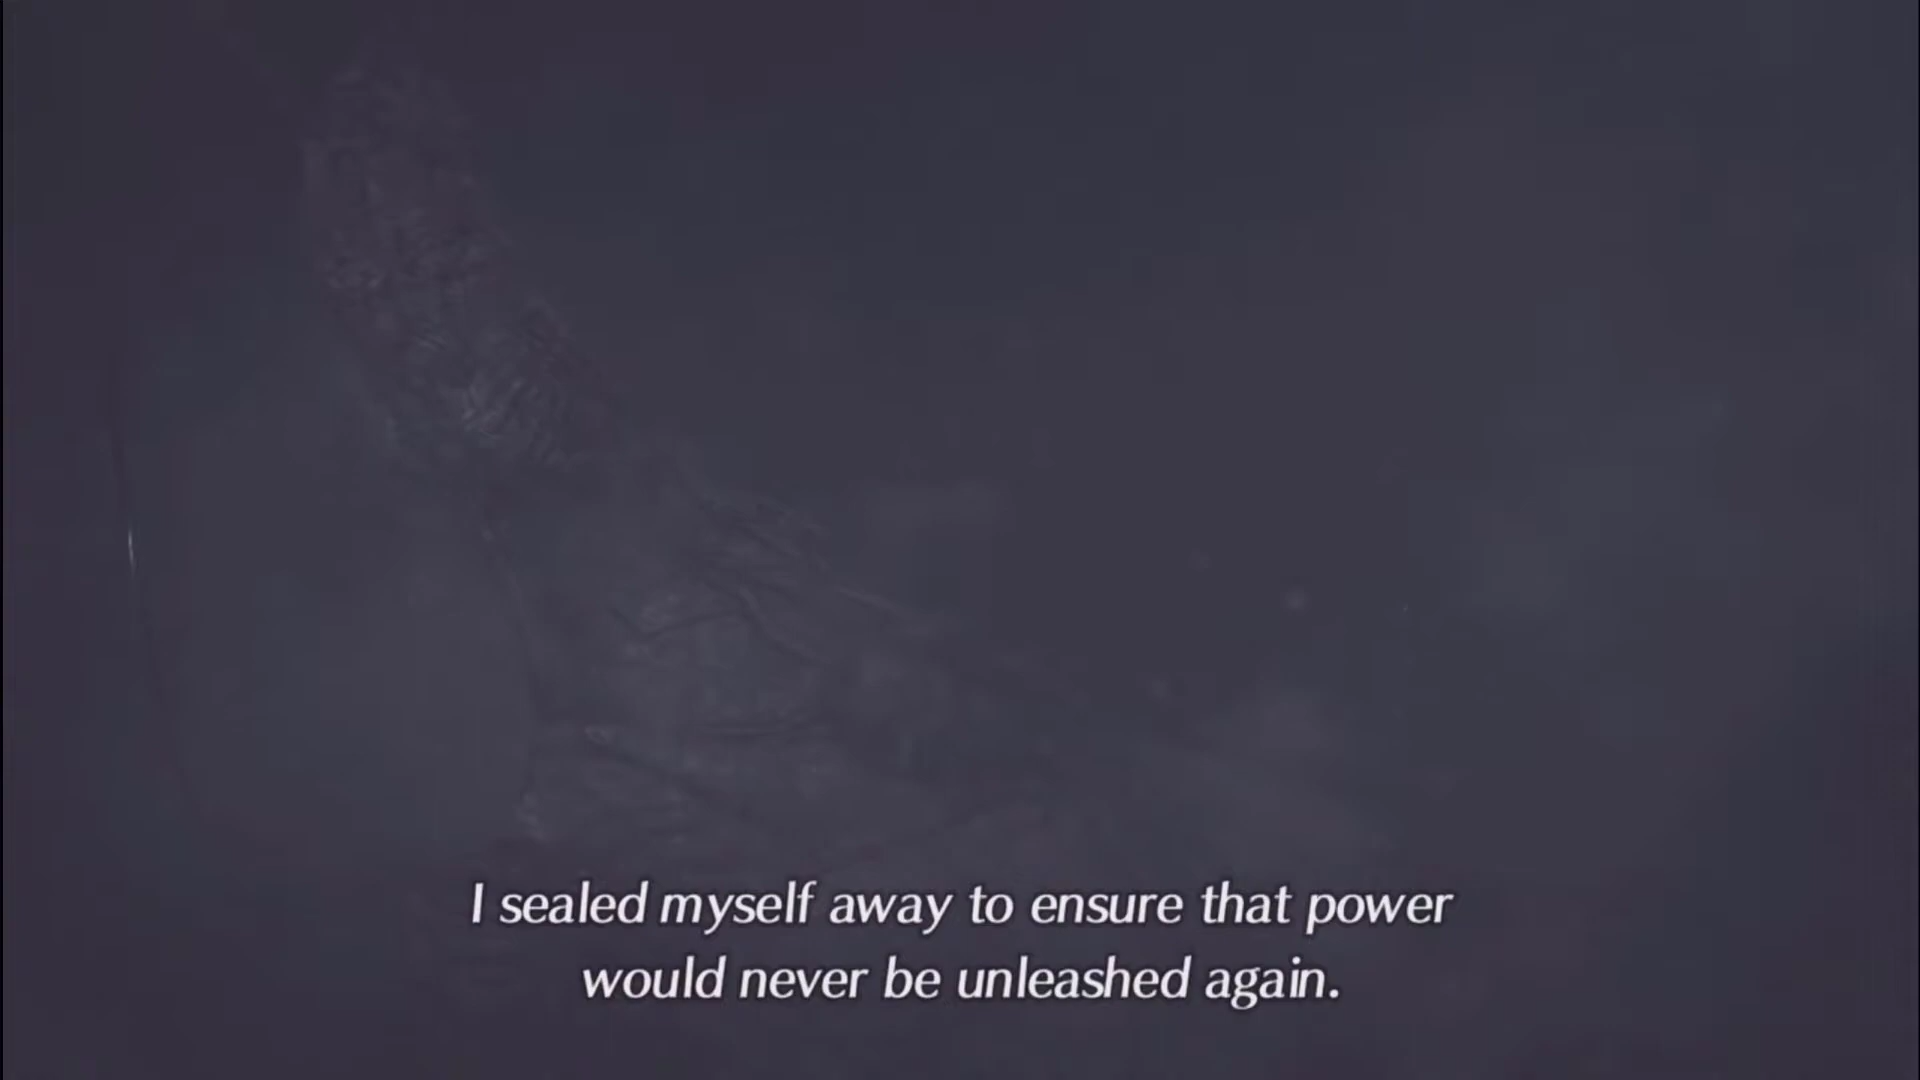 I sealed myself away to ensure that power
would never be unleashed again.